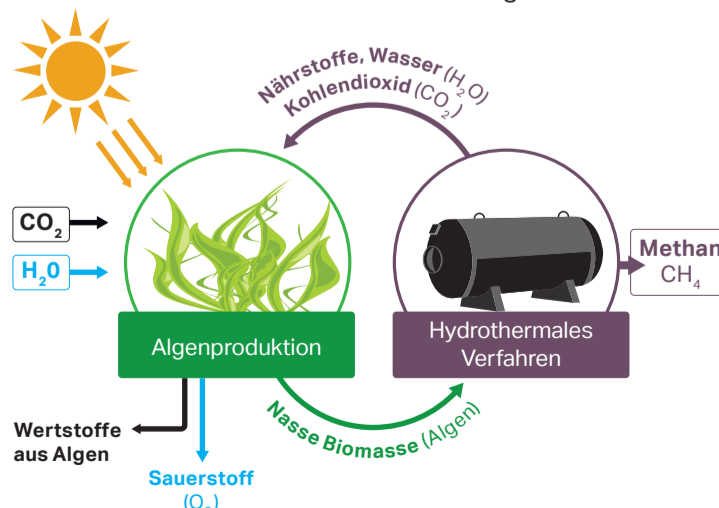 Nährstoffe, Wasser (H₂O)
Kohlendioxid (CO₂)
CO₂
H₂0
Methan
CH₄
Algenproduktion
Hydrothermales
Verfahren
Nasse Biomasse (Algen)
Wertstoffe
aus Algen
Sauerstoff
(O₂)